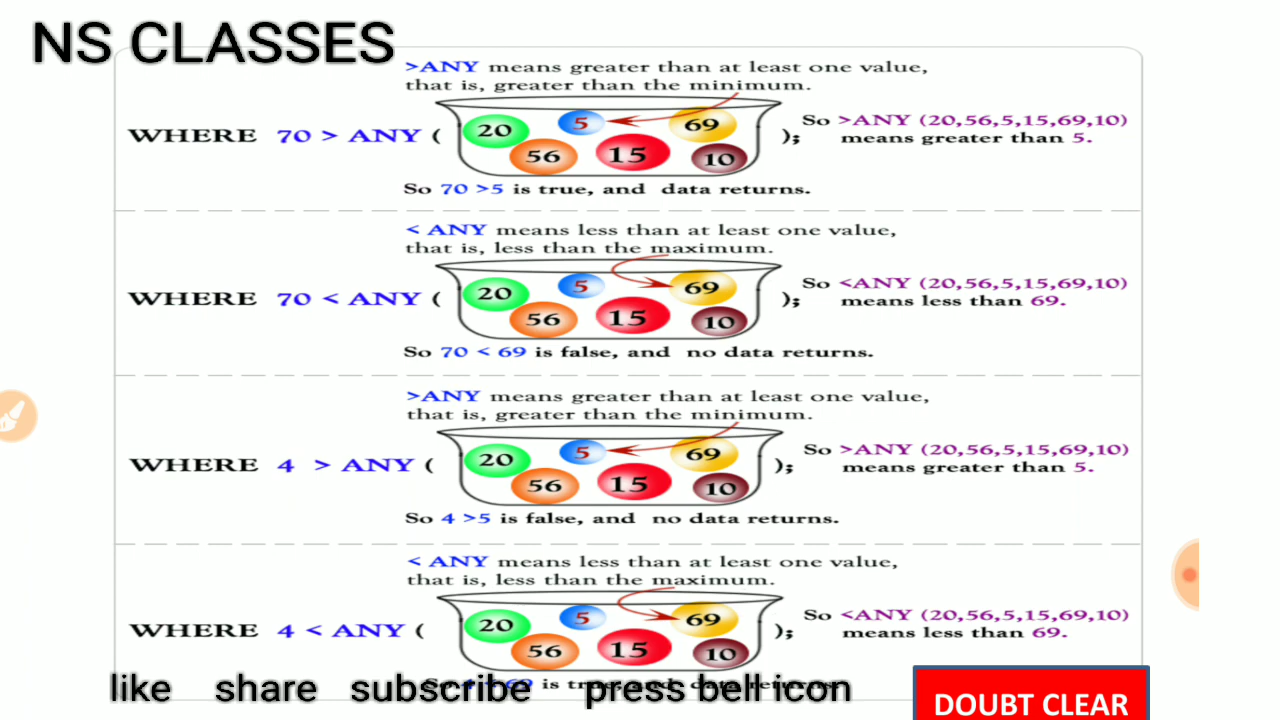 NS CLASSES
>ANY means greater than at least one value,
that is, greater than the minimum.
WHERE 70 > ANY ( 20 5 69 56 15 10 );
So >ANY (20,56,5,15,69,10)
means greater than 5.
So 70 >5 is true, and data returns.
< ANY means less than at least one value,
that is, less than the maximum.
WHERE 70 < ANY ( 20 5 69 56 15 10 );
So <ANY (20,56,5,15,69,10)
means less than 69.
So 70 < 69 is false, and no data returns.
>ANY means greater than at least one value,
that is, greater than the minimum.
WHERE 4 > ANY ( 20 5 69 56 15 10 );
So >ANY (20,56,5,15,69,10)
means greater than 5.
So 4 >5 is false, and no data returns.
< ANY means less than at least one value,
that is, less than the maximum.
WHERE 4 < ANY ( 20 5 69 56 15 10 );
So <ANY (20,56,5,15,69,10)
means less than 69.
like share subscribe press bell icon
DOUBT CLEAR